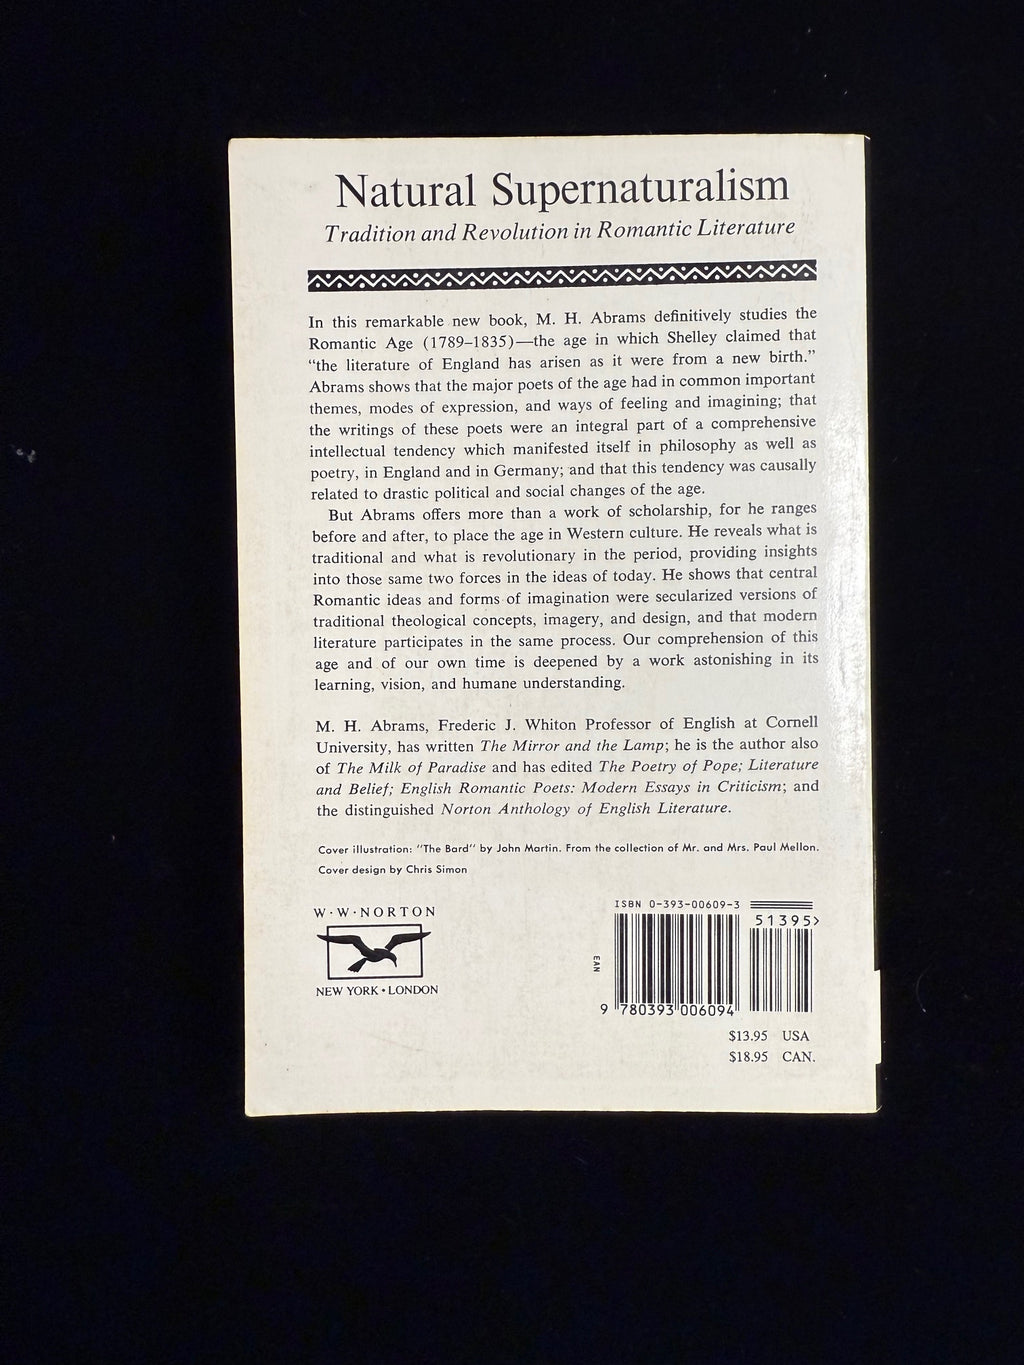 Natural Supernaturalism
Tradition and Revolution in Romantic Literature
In this remarkable new book, M. H. Abrams definitively studies the
Romantic Age (1789–1835)—the age in which Shelley claimed that
“the literature of England has arisen as it were from a new birth.”
Abrams shows that the major poets of the age had in common important
themes, modes of expression, and ways of feeling and imagining; that
the writings of these poets were an integral part of a comprehensive
intellectual tendency which manifested itself in philosophy as well as
poetry, in England and in Germany; and that this tendency was causally
related to drastic political and social changes of the age.
But Abrams offers more than a work of scholarship, for he ranges
before and after, to place the age in Western culture. He reveals what is
traditional and what is revolutionary in the period, providing insights
into those same two forces in the ideas of today. He shows that central
Romantic ideas and forms of imagination were secularized versions of
traditional theological concepts, imagery, and design, and that modern
literature participates in the same process. Our comprehension of this
age and of our own time is deepened by a work astonishing in its
learning, vision, and humane understanding.
M. H. Abrams, Frederic J. Whiton Professor of English at Cornell
University, has written The Mirror and the Lamp; he is the author also
of The Milk of Paradise and has edited The Poetry of Pope; Literature
and Belief; English Romantic Poets: Modern Essays in Criticism; and
the distinguished Norton Anthology of English Literature.
Cover illustration: "The Bard" by John Martin. From the collection of Mr. and Mrs. Paul Mellon.
Cover design by Chris Simon
W·W·NORTON
NEW YORK • LONDON
ISBN 0-393-00609-3
51395>
EAN
9 780393 006094
$13.95 USA
$18.95 CAN.